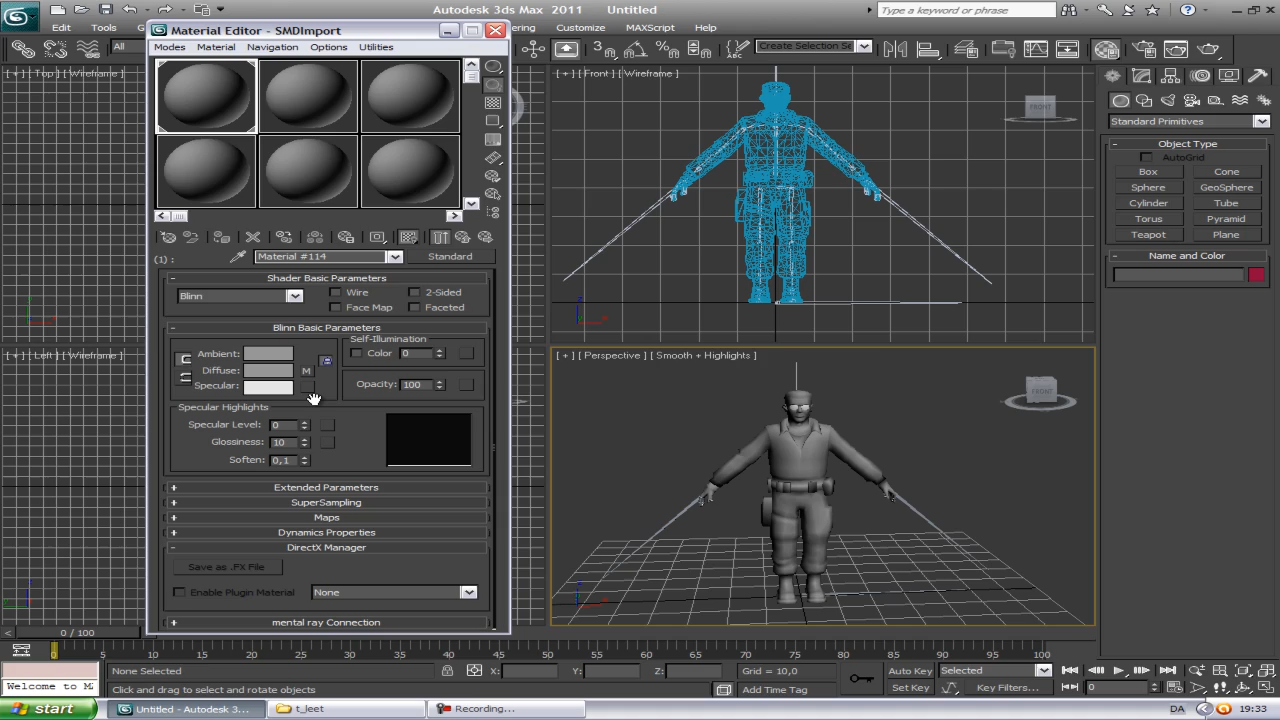 Autodesk 3ds Max 2011 Untitled
Type a keyword or phrase
Edit Tools
Customize MAXScript Help
Material Editor - SMDImport
Modes Material Navigation Options Utilities
All
Create Selection Se
[ + ] [ Top ] [ Wireframe ]
[ + ] [ Front ] [ Wireframe ]
FRONT
Standard Primitives
Object Type
AutoGrid
Box Cone
Sphere GeoSphere
Cylinder Tube
Torus Pyramid
Teapot Plane
Name and Color
(1) : Material #114 Standard
Shader Basic Parameters
Blinn Wire 2-Sided
Face Map Faceted
Blinn Basic Parameters
Self-Illumination
Ambient: Color 0
Diffuse: M
Specular: Opacity: 100
Specular Highlights
Specular Level: 0
Glossiness: 10
Soften: 0,1
Extended Parameters
SuperSampling
Maps
Dynamics Properties
DirectX Manager
Save as .FX File
Enable Plugin Material None
mental ray Connection
[ + ] [ Left ] [ Wireframe ]
[ + ] [ Perspective ] [ Smooth + Highlights ]
FRONT
0 / 100
0 5 10 15 20 25 30 35 40 45 50 55 60 65 70 75 80 85 90 95 100
None Selected X: Y: Z: Grid = 10,0 Auto Key Selected
Welcome to M Click and drag to select and rotate objects Add Time Tag Set Key Key Filters... 0
start Untitled - Autodesk 3... t_leet Recording... DA 19:33